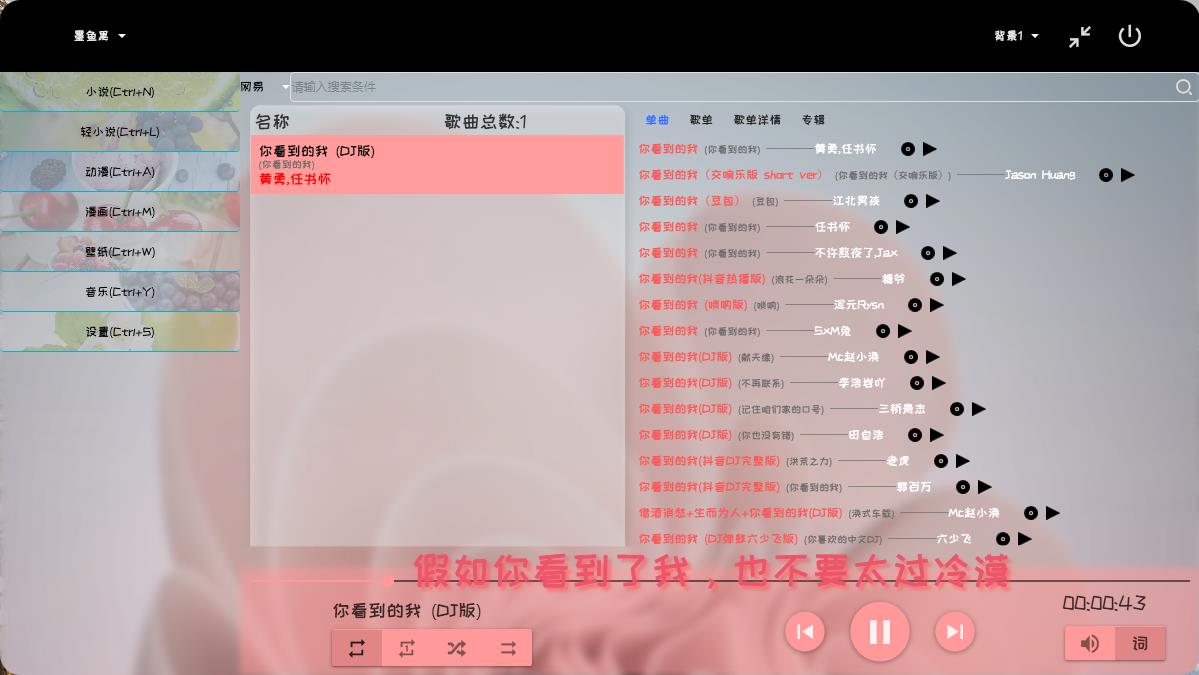 墨鱼黑
背景1
小说(Ctrl+N)
轻小说(Ctrl+L)
动漫(Ctrl+A)
漫画(Ctrl+M)
壁纸(Ctrl+W)
音乐(Ctrl+Y)
设置(Ctrl+S)
网易 请输入搜索条件
名称 歌曲总数:1
你看到的我 (DJ版)
(你看到的我)
黄勇,任书怀
单曲 歌单 歌单详情 专辑
你看到的我 (你看到的我) 黄勇,任书怀
你看到的我（交响乐版 short ver） (你看到的我（交响乐版）) Jason Huang
你看到的我（豆包） (豆包) 江北男孩
你看到的我 (你看到的我) 任书怀
你看到的我 (你看到的我) 不许熬夜了,Jax
你看到的我(抖音热播版) (浪花一朵朵) 糖爷
你看到的我 (唢呐版) (唢呐) 浑元Rysn
你看到的我 (你看到的我) SxM兔
你看到的我(DJ版) (献天缘) Mc赵小涣
你看到的我(DJ版) (不再联系) 李浩岩吖
你看到的我(DJ版) (记住咱们家的口号) 三桥贵志
你看到的我(DJ版) (你也没有错) 田自浩
你看到的我(抖音DJ完整版) (洪荒之力) 老虎
你看到的我(抖音DJ完整版) (你看到的我) 郭百万
借酒消愁+生而为人+你看到的我(DJ版) (涣式车载) Mc赵小涣
你看到的我 (DJ弹鼓六少飞版) (你喜欢的中文DJ) 六少飞
假如你看到了我，也不要太过冷漠
你看到的我 (DJ版)
00:00:43
词